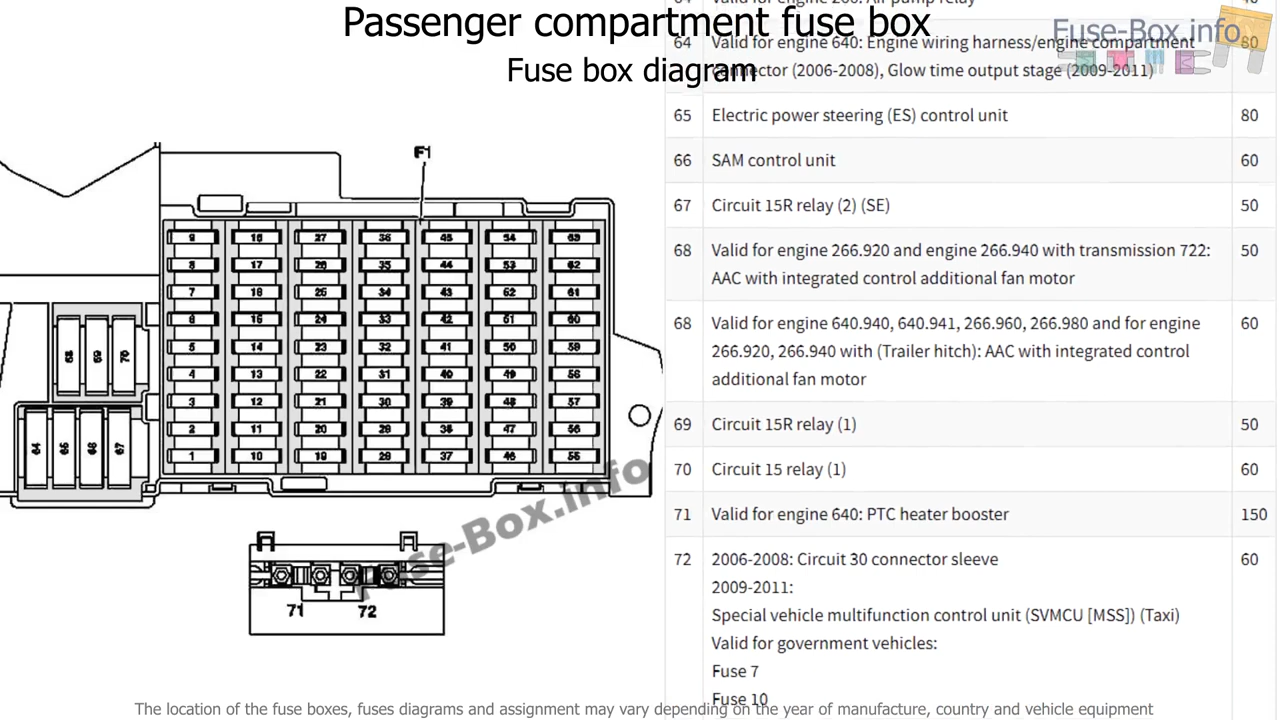 Passenger compartment fuse box
Fuse box diagram
Fuse-Box.info
64 Valid for engine 266: Air pump relay 40
64 Valid for engine 640: Engine wiring harness/engine compartment connector (2006-2008), Glow time output stage (2009-2011) 80
65 Electric power steering (ES) control unit 80
66 SAM control unit 60
67 Circuit 15R relay (2) (SE) 50
68 Valid for engine 266.920 and engine 266.940 with transmission 722:
AAC with integrated control additional fan motor 50
68 Valid for engine 640.940, 640.941, 266.960, 266.980 and for engine
266.920, 266.940 with (Trailer hitch): AAC with integrated control
additional fan motor 60
69 Circuit 15R relay (1) 50
70 Circuit 15 relay (1) 60
71 Valid for engine 640: PTC heater booster 150
72 2006-2008: Circuit 30 connector sleeve 60
2009-2011:
Special vehicle multifunction control unit (SVMCU [MSS]) (Taxi)
Valid for government vehicles:
Fuse 7
Fuse 10
F1
9 18 27 36 45 54 63
8 17 26 35 44 53 62
7 16 25 34 43 52 61
6 15 24 33 42 51 60
5 14 23 32 41 50 59
4 13 22 31 40 49 58
3 12 21 30 39 48 57
2 11 20 29 38 47 56
1 10 19 28 37 46 55
68 69 70
64 65 66 67
71 72
Fuse-Box.info
The location of the fuse boxes, fuses diagrams and assignment may vary depending on the year of manufacture, country and vehicle equipment